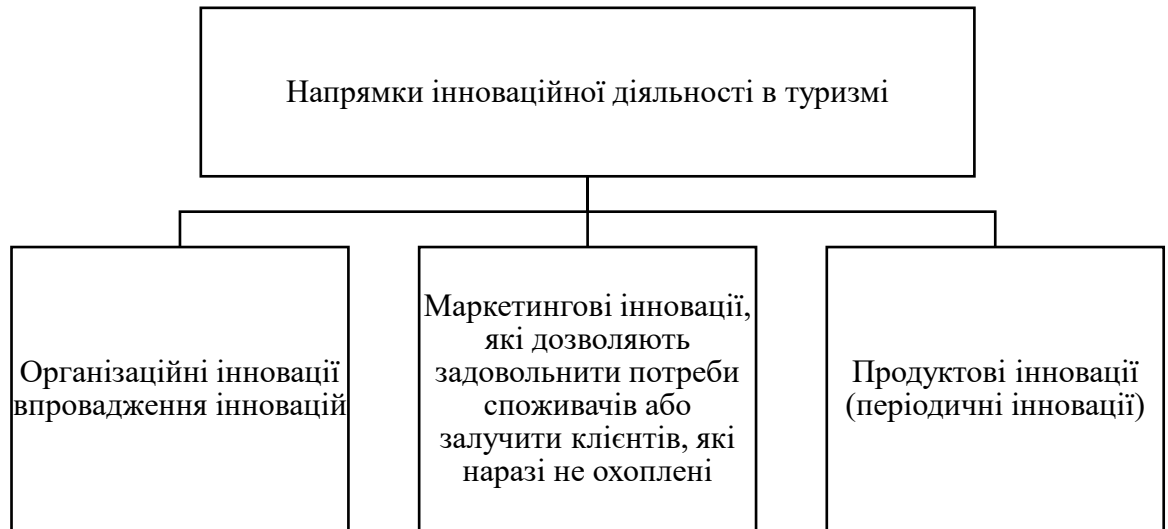 Напрямки інноваційної діяльності в туризмі
Організаційні інновації
впровадження інновацій
Маркетингові інновації,
які дозволяють
задовольнити потреби
споживачів або
залучити клієнтів, які
наразі не охоплені
Продуктові інновації
(періодичні інновації)